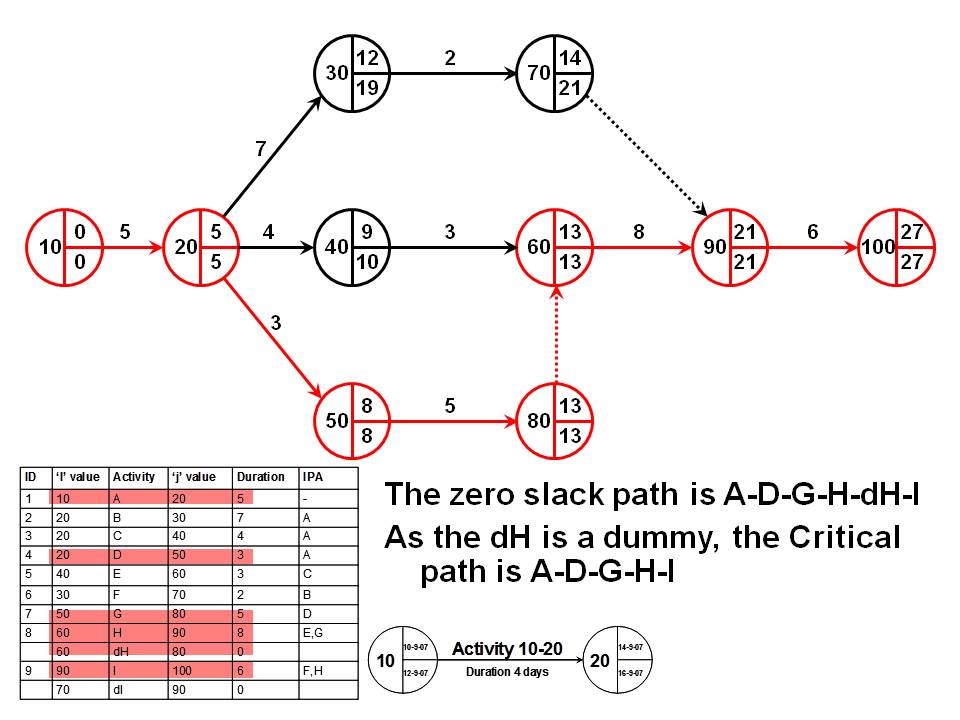 12
30
19
2
14
70
21
7
0
10
0
5
5
20
5
4
9
40
10
3
13
60
13
8
21
90
21
6
27
100
27
3
8
50
8
5
13
80
13
ID 'I' value Activity 'j' value Duration IPA
1 10 A 20 5 -
2 20 B 30 7 A
3 20 C 40 4 A
4 20 D 50 3 A
5 40 E 60 3 C
6 30 F 70 2 B
7 50 G 80 5 D
8 60 H 90 8 E,G
60 dH 80 0
9 90 I 100 6 F,H
70 dI 90 0
The zero slack path is A-D-G-H-dH-I
As the dH is a dummy, the Critical
path is A-D-G-H-I
10
10-9-07
12-9-07
Activity 10-20
Duration 4 days
20
14-9-07
16-9-07